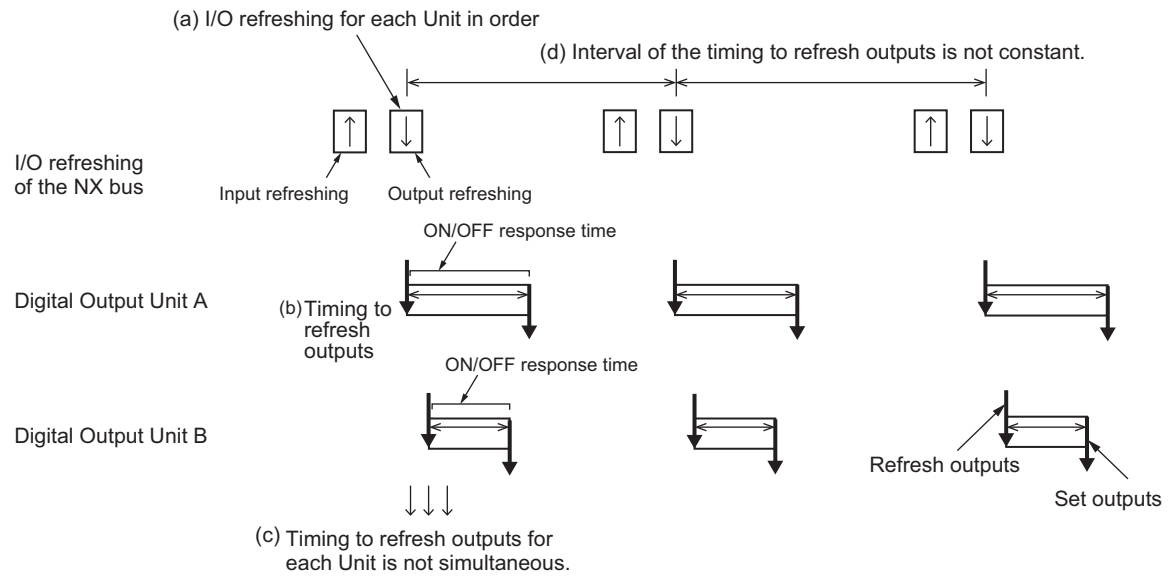 (a) I/O refreshing for each Unit in order
(d) Interval of the timing to refresh outputs is not constant.
I/O refreshing
of the NX bus
Input refreshing
Output refreshing
ON/OFF response time
Digital Output Unit A
(b) Timing to
refresh
outputs
ON/OFF response time
Digital Output Unit B
Refresh outputs
Set outputs
(c) Timing to refresh outputs for
each Unit is not simultaneous.